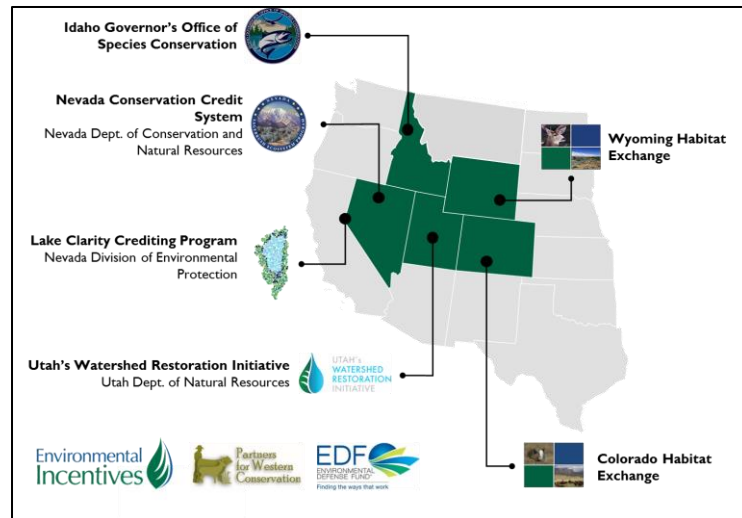 Idaho Governor's Office of
Species Conservation
Nevada Conservation Credit
System
Nevada Dept. of Conservation and
Natural Resources
Wyoming Habitat
Exchange
Lake Clarity Crediting Program
Nevada Division of Environmental
Protection
Utah's Watershed Restoration Initiative
Utah Dept. of Natural Resources
UTAH's
WATERSHED
RESTORATION
INITIATIVE
Environmental
Incentives
Partners
for Western
Conservation
EDF
ENVIRONMENTAL
DEFENSE FUND®
Finding the ways that work
Colorado Habitat
Exchange